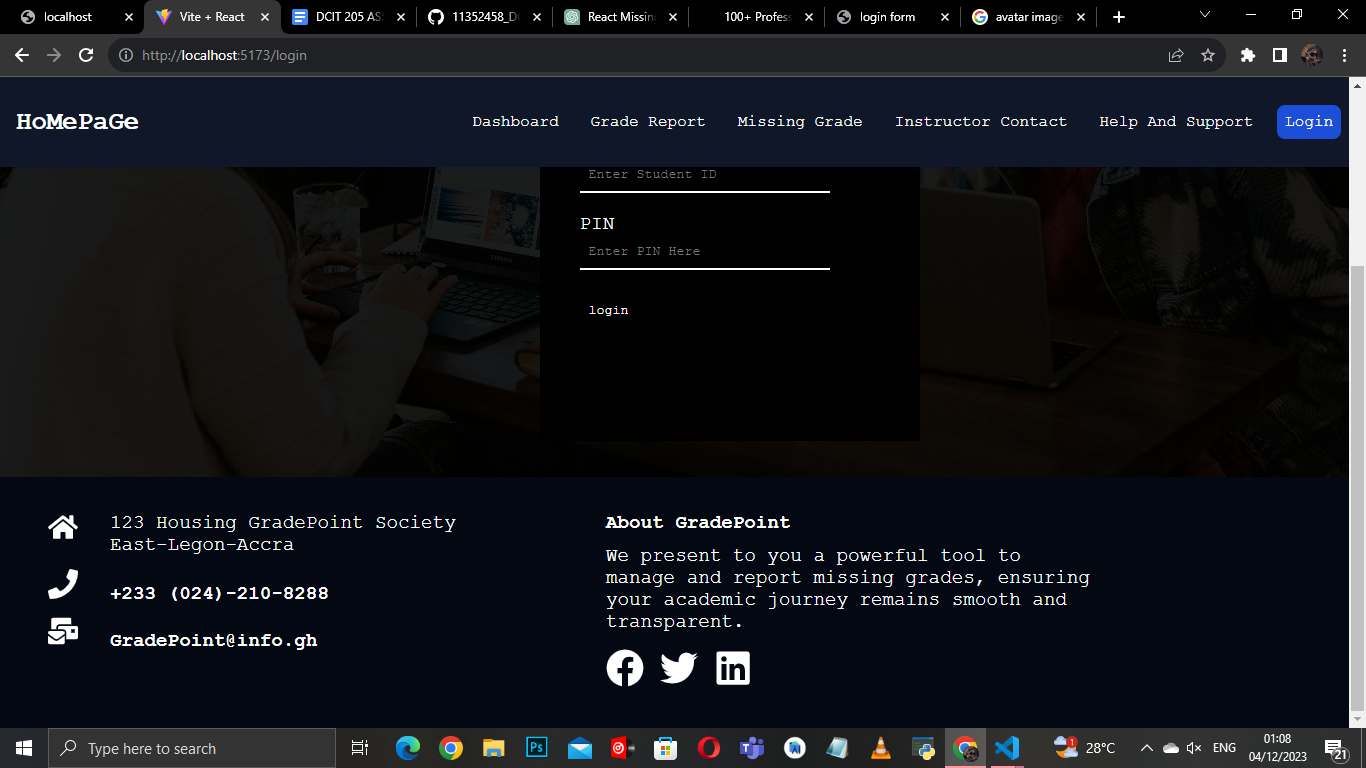 localhost
Vite + React
DCIT 205 AS
11352458_D
React Missin
100+ Profess
login form
avatar image
http://localhost:5173/login
HoMePaGe
Dashboard
Grade Report
Missing Grade
Instructor Contact
Help And Support
Login
Enter Student ID
PIN
Enter PIN Here
login
123 Housing GradePoint Society
East-Legon-Accra
+233 (024)-210-8288
GradePoint@info.gh
About GradePoint
We present to you a powerful tool to
manage and report missing grades, ensuring
your academic journey remains smooth and
transparent.
Type here to search
Ps
1
28°C
ENG
01:08
04/12/2023
21